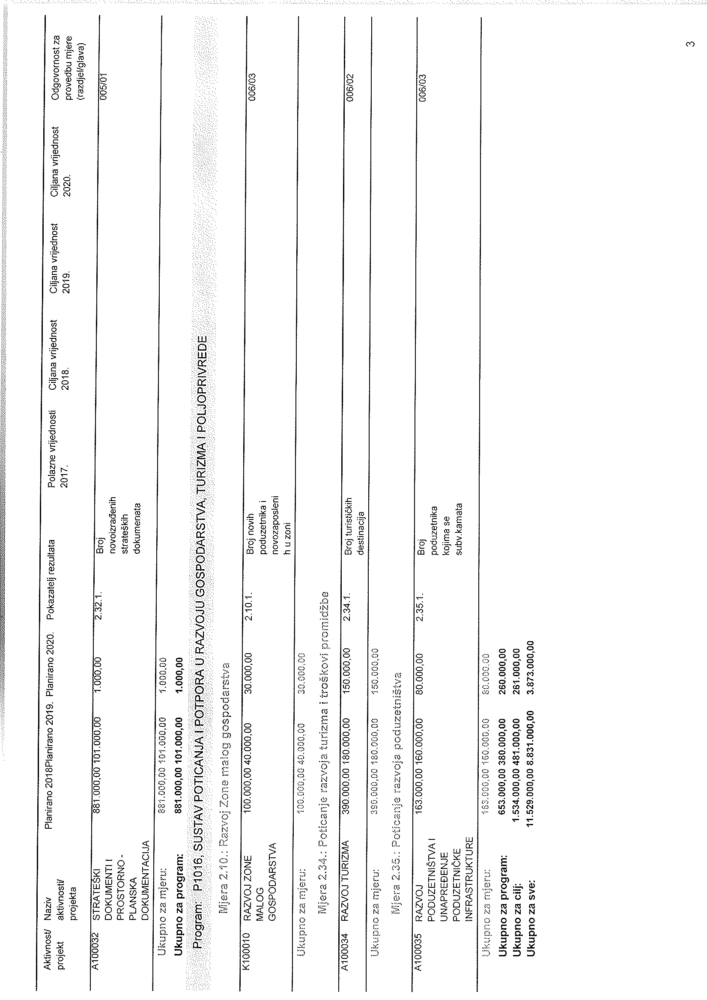 Aktivnost/ Naziv Planirano 2018Planirano 2019. Planirano 2020. Pokazatelj rezultata Polazne vrijednosti Ciljana vrijednost Ciljana vrijednost Ciljana vrijednost Odgovornost za
projekt aktivnosti/ 2017. 2018. 2019. 2020. provedbu mjere
projekta (razdjel/glava)
A100032 STRATEŠKI 881.000,00 101.000,00 1.000,00 2.32.1. Broj 005/01
DOKUMENTI I novoizrađenih
PROSTORNO - strateških
PLANSKA dokumenata
DOKUMENTACIJA
Ukupno za mjeru: 881.000,00 101.000,00 1.000,00
Ukupno za program: 881.000,00 101.000,00 1.000,00
Program: P1016, SUSTAV POTICANJA I POTPORA U RAZVOJU GOSPODARSTVA, TURIZMA I POLJOPRIVREDE
Mjera 2.10.: Razvoj Zone malog gospodarstva
K100010 RAZVOJ ZONE 100.000,00 40.000,00 30.000,00 2.10.1. Broj novih 006/03
MALOG poduzetnika i
GOSPODARSTVA novozaposleni
h u zoni
Ukupno za mjeru: 100.000,00 40.000,00 30.000,00
Mjera 2.34.: Poticanje razvoja turizma i troškovi promidžbe
A100034 RAZVOJ TURIZMA 390.000,00 180.000,00 150.000,00 2.34.1. Broj turističkih 006/02
destinacija
Ukupno za mjeru: 390.000,00 180.000,00 150.000,00
Mjera 2.35.: Poticanje razvoja poduzetništva
A100035 RAZVOJ 163.000,00 160.000,00 80.000,00 2.35.1. Broj 006/03
PODUZETNIŠTVA I poduzetnika
UNAPREĐENJE kojima se
PODUZETNIČKE subv.kamata
INFRASTRUKTURE
Ukupno za mjeru: 163.000,00 160.000,00 80.000,00
Ukupno za program: 653.000,00 380.000,00 260.000,00
Ukupno za cilj: 1.534.000,00 481.000,00 261.000,00
Ukupno za sve: 11.529.000,00 8.831.000,00 3.873.000,00
3